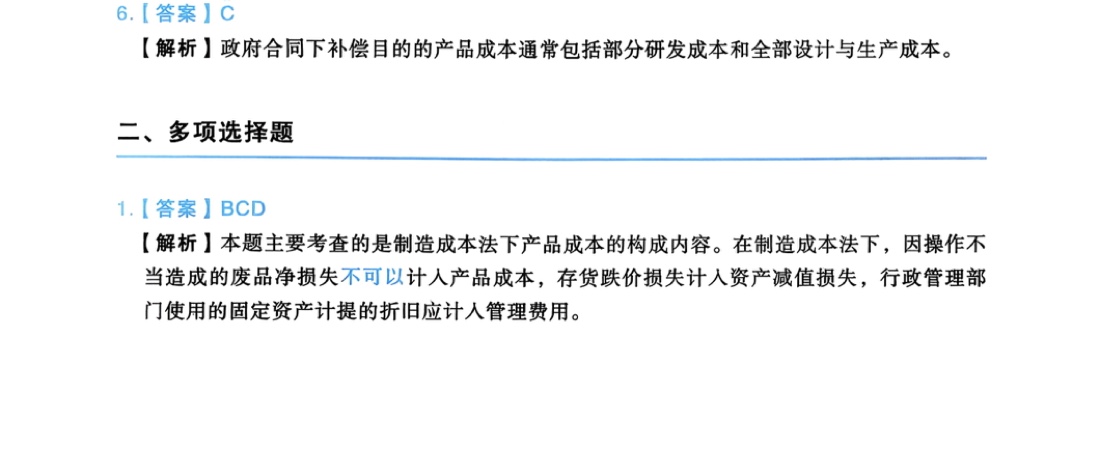 6.【答案】C
【解析】政府合同下补偿目的的产品成本通常包括部分研发成本和全部设计与生产成本。
二、多项选择题
1.【答案】BCD
【解析】本题主要考查的是制造成本法下产品成本的构成内容。在制造成本法下，因操作不
当造成的废品净损失不可以计入产品成本，存货跌价损失计入资产减值损失，行政管理部
门使用的固定资产计提的折旧应计入管理费用。